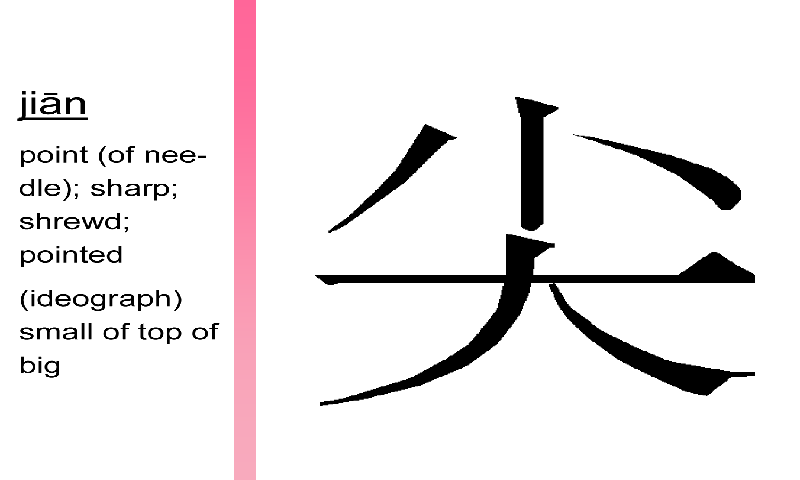 jiān
point (of nee-
dle); sharp;
shrewd;
pointed
(ideograph)
small of top of
big
尖